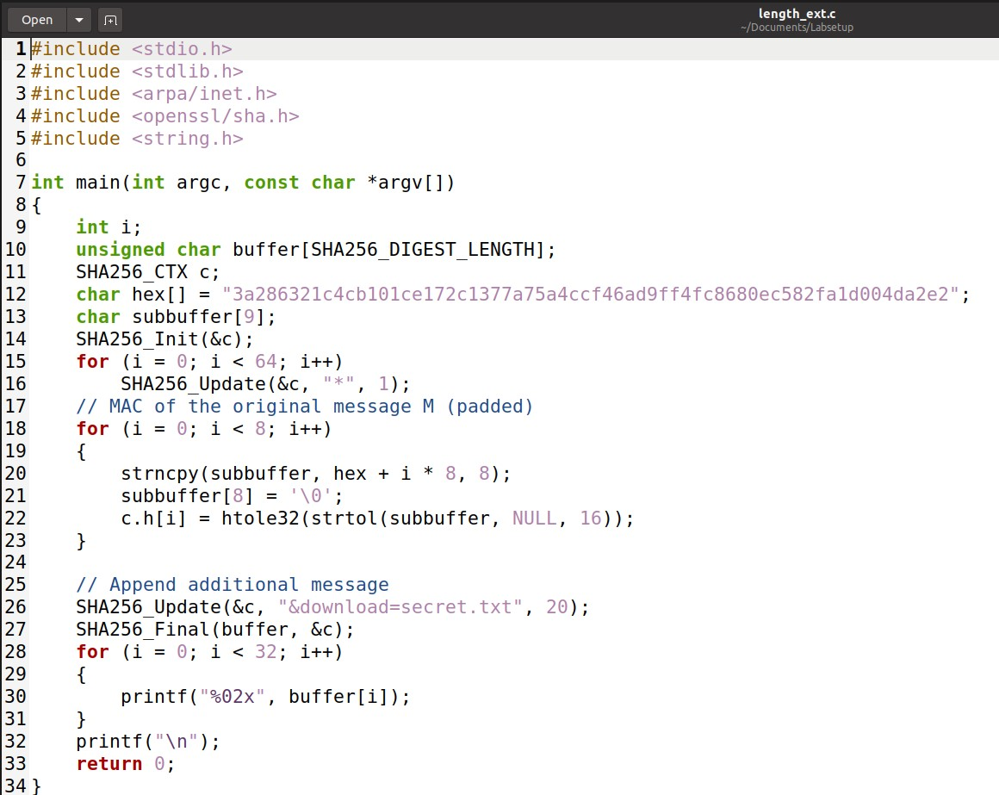 Open
length_ext.c
~/Documents/Labsetup
1 #include <stdio.h>
2 #include <stdlib.h>
3 #include <arpa/inet.h>
4 #include <openssl/sha.h>
5 #include <string.h>
6
7 int main(int argc, const char *argv[])
8 {
9     int i;
10     unsigned char buffer[SHA256_DIGEST_LENGTH];
11     SHA256_CTX c;
12     char hex[] = "3a286321c4cb101ce172c1377a75a4ccf46ad9ff4fc8680ec582fa1d004da2e2";
13     char subbuffer[9];
14     SHA256_Init(&c);
15     for (i = 0; i < 64; i++)
16         SHA256_Update(&c, "*", 1);
17     // MAC of the original message M (padded)
18     for (i = 0; i < 8; i++)
19     {
20         strncpy(subbuffer, hex + i * 8, 8);
21         subbuffer[8] = '\0';
22         c.h[i] = htole32(strtol(subbuffer, NULL, 16));
23     }
24
25     // Append additional message
26     SHA256_Update(&c, "&download=secret.txt", 20);
27     SHA256_Final(buffer, &c);
28     for (i = 0; i < 32; i++)
29     {
30         printf("%02x", buffer[i]);
31     }
32     printf("\n");
33     return 0;
34 }